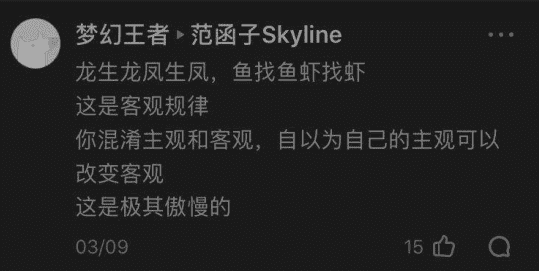 梦幻王者▸范函子Skyline
龙生龙凤生凤，鱼找鱼虾找虾
这是客观规律
你混淆主观和客观，自以为自己的主观可以
改变客观
这是极其傲慢的
03/09 15